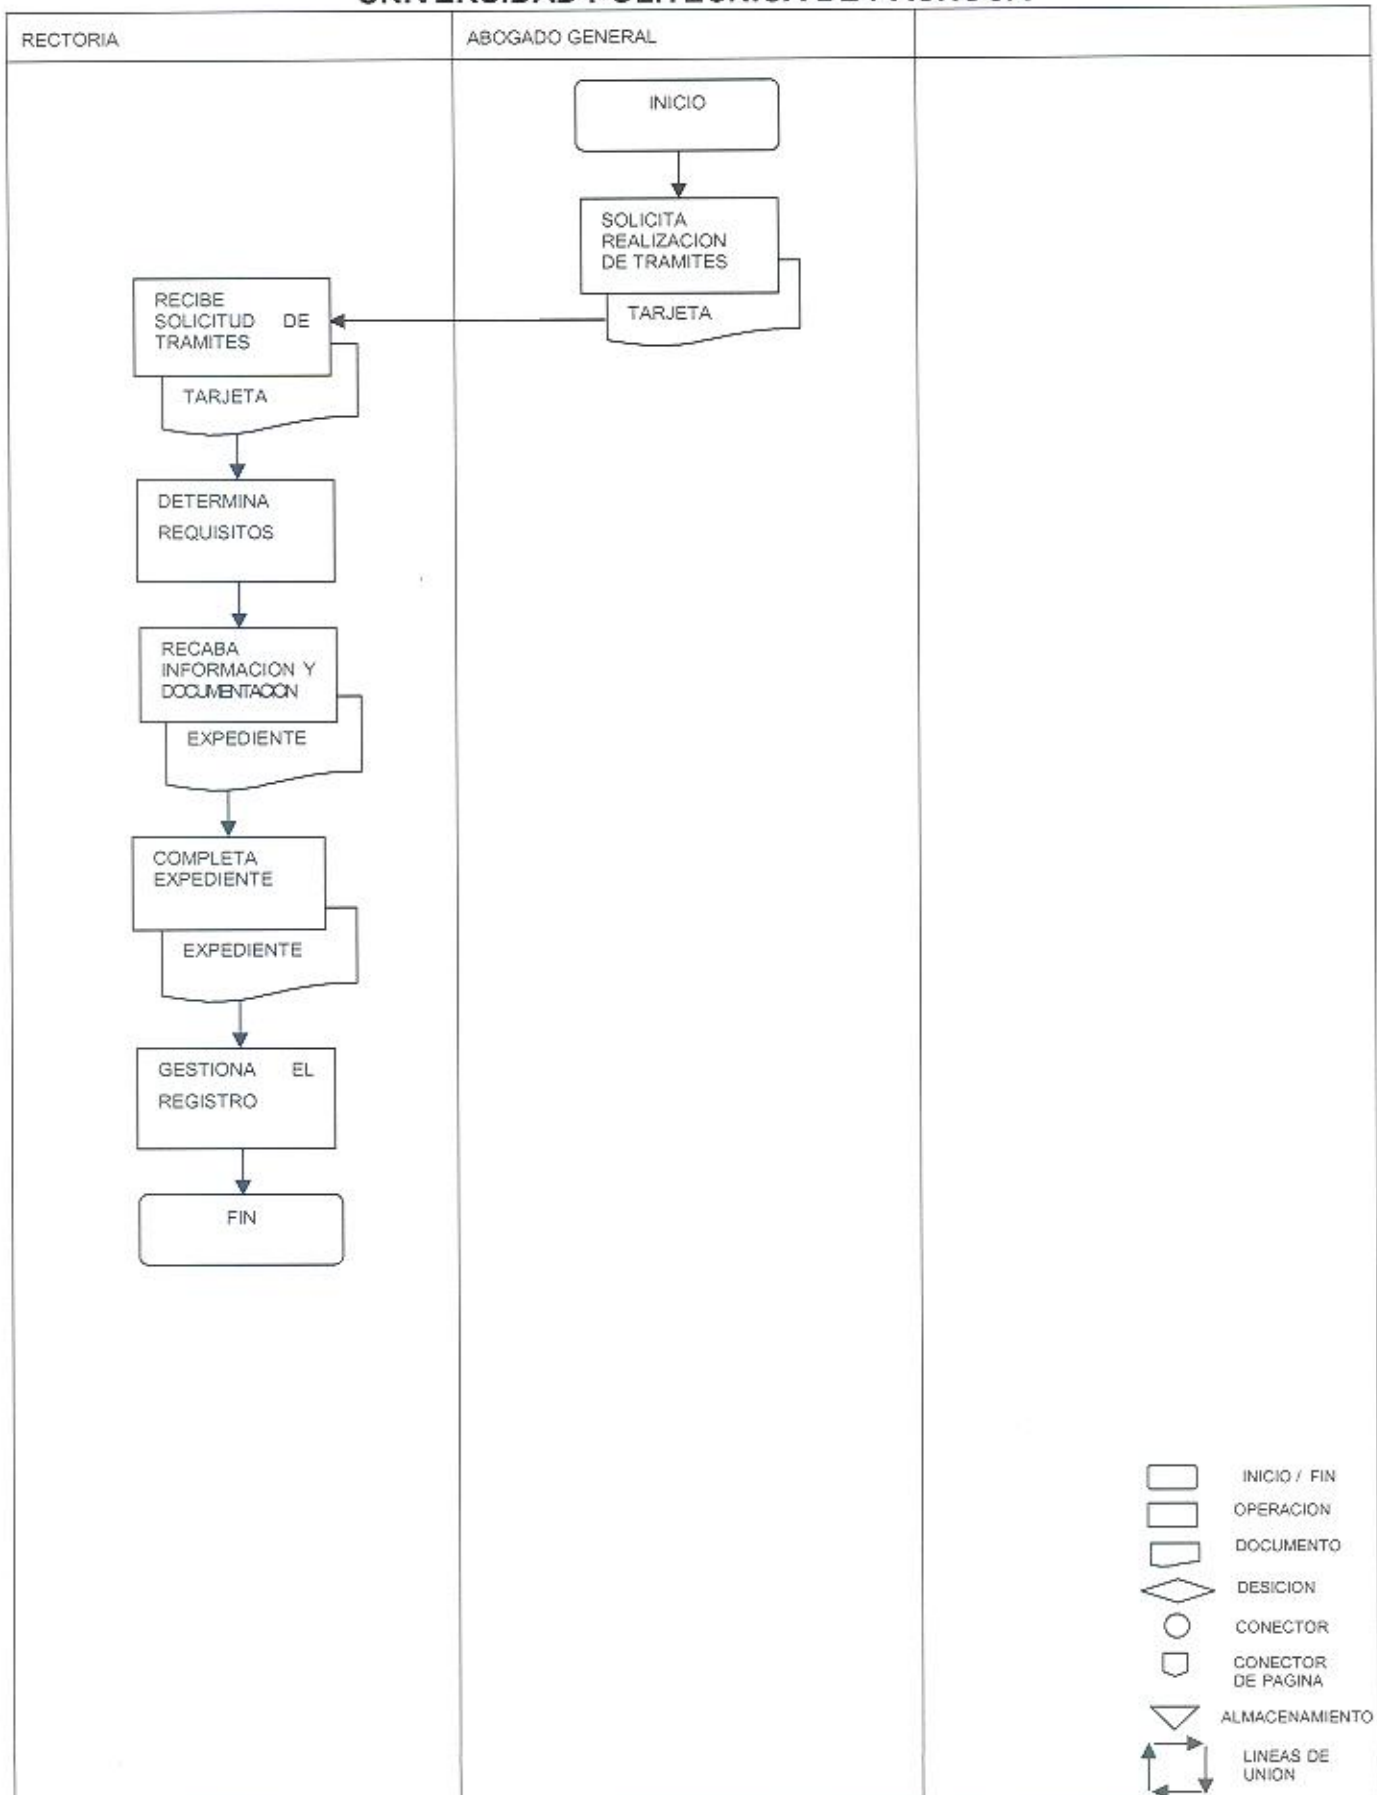 RECTORIA
ABOGADO GENERAL
INICIO
SOLICITA
REALIZACION
DE TRAMITES
TARJETA
RECIBE
SOLICITUD DE
TRAMITES
TARJETA
DETERMINA
REQUISITOS
RECABA
INFORMACION Y
DOCUMENTACION
EXPEDIENTE
COMPLETA
EXPEDIENTE
EXPEDIENTE
GESTIONA EL
REGISTRO
FIN
INICIO / FIN
OPERACION
DOCUMENTO
DESICION
CONECTOR
CONECTOR
DE PAGINA
ALMACENAMIENTO
LINEAS DE
UNION